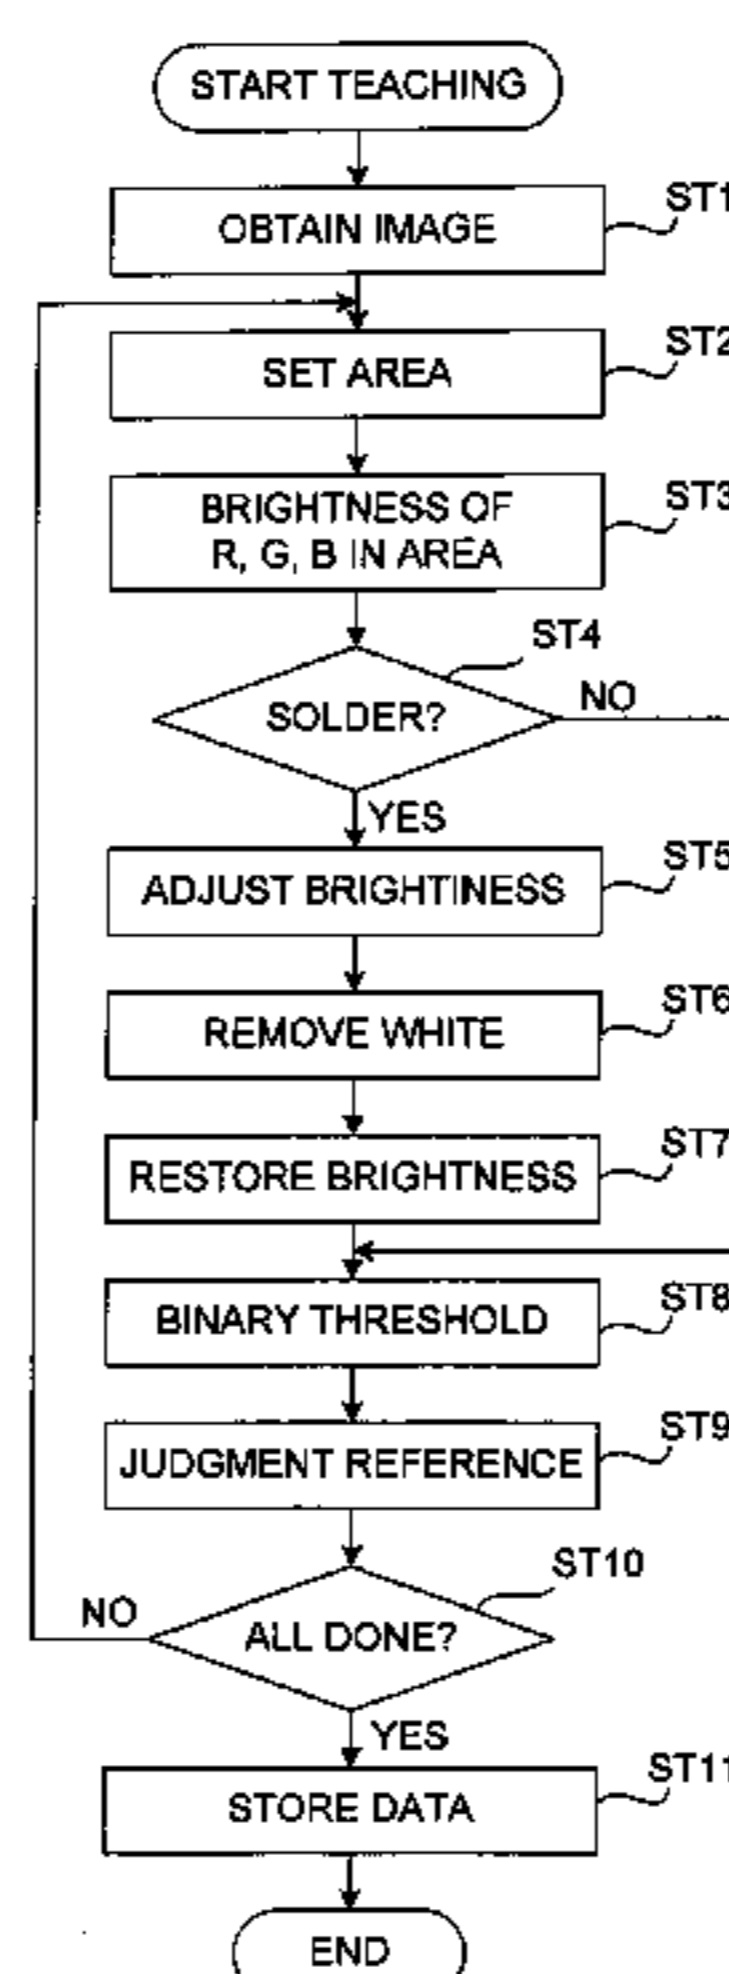 START TEACHING
OBTAIN IMAGE
ST1
SET AREA
ST2
BRIGHTNESS OF
R, G, B IN AREA
ST3
ST4
SOLDER?
NO
YES
ADJUST BRIGHTINESS
ST5
REMOVE WHITE
ST6
RESTORE BRIGHTNESS
ST7
BINARY THRESHOLD
ST8
JUDGMENT REFERENCE
ST9
ST10
NO
ALL DONE?
YES
STORE DATA
ST11
END